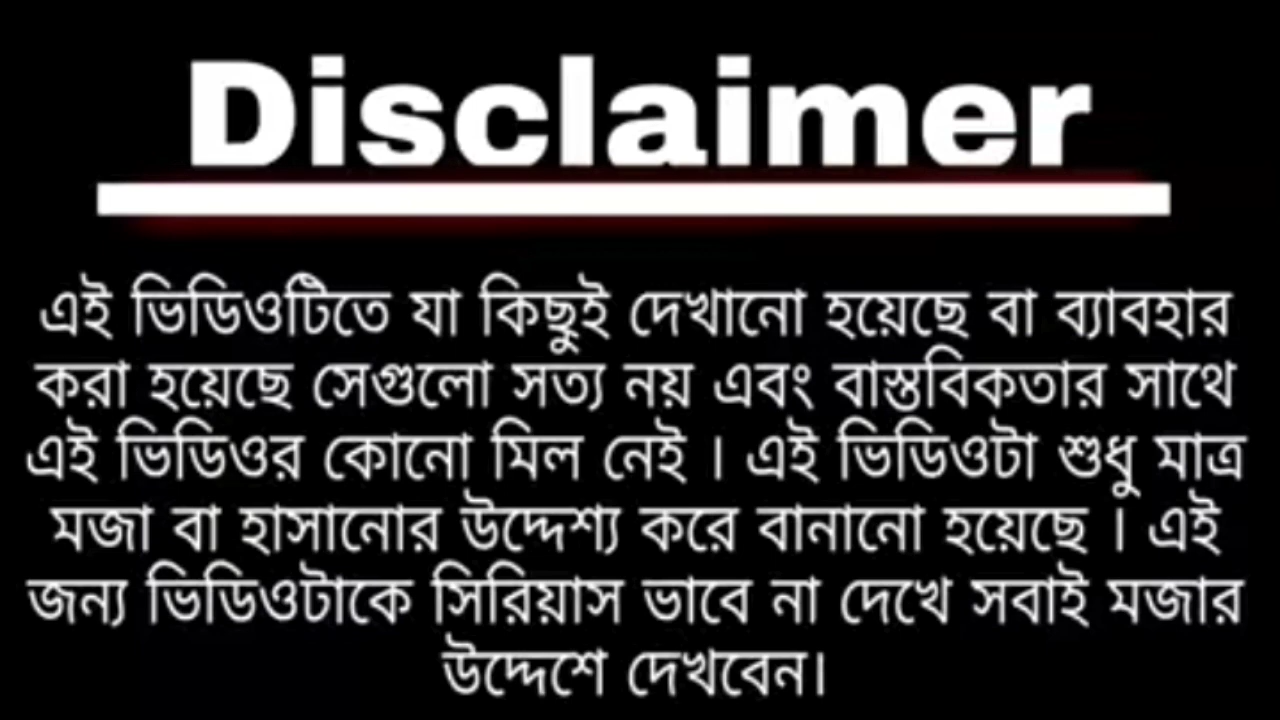 Disclaimer
এই ভিডিওটিতে যা কিছুই দেখানো হয়েছে বা ব্যাবহার
করা হয়েছে সেগুলো সত্য নয় এবং বাস্তবিকতার সাথে
এই ভিডিওর কোনো মিল নেই । এই ভিডিওটা শুধু মাত্র
মজা বা হাসানোর উদ্দেশ্য করে বানানো হয়েছে । এই
জন্য ভিডিওটাকে সিরিয়াস ভাবে না দেখে সবাই মজার
উদ্দেশে দেখবেন।